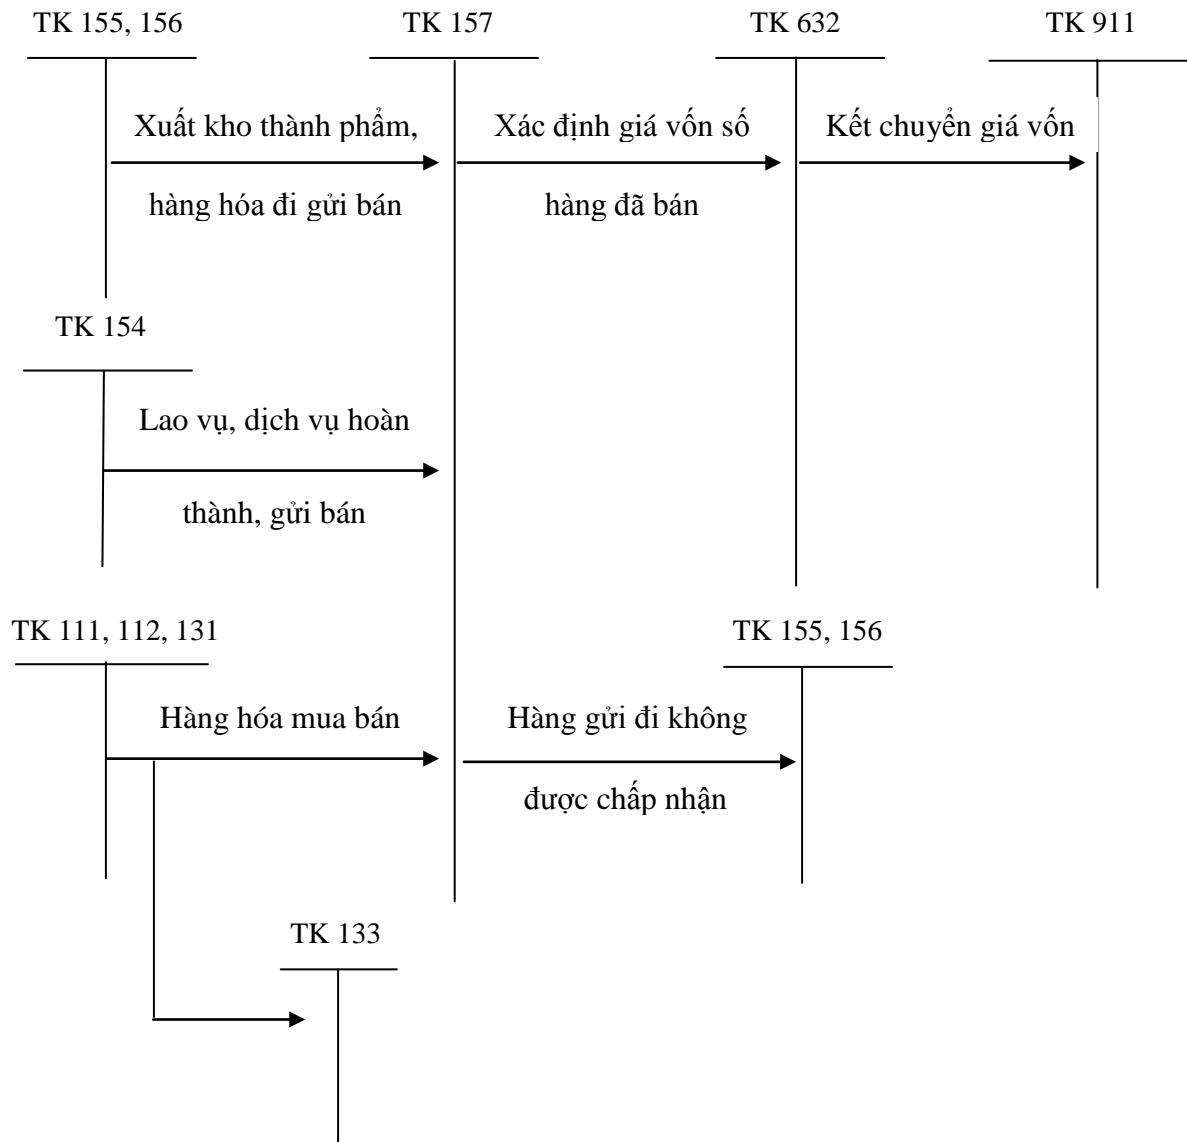 TK 155, 156
TK 157
TK 632
TK 911
Xuất kho thành phẩm,
hàng hóa đi gửi bán
Xác định giá vốn số
hàng đã bán
Kết chuyển giá vốn
TK 154
Lao vụ, dịch vụ hoàn
thành, gửi bán
TK 111, 112, 131
TK 155, 156
Hàng hóa mua bán
Hàng gửi đi không
được chấp nhận
TK 133